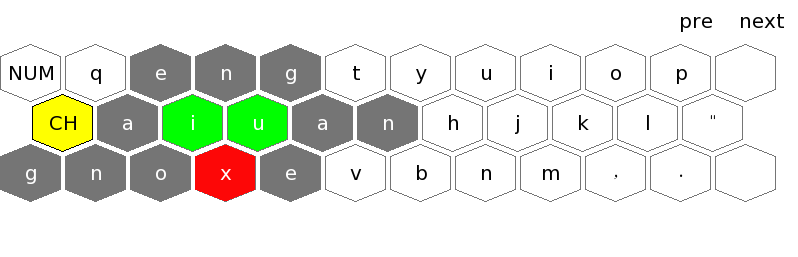 pre next
NUM q e n g t y u i o p
CH a i u a n h j k l "
g n o x e v b n m , .